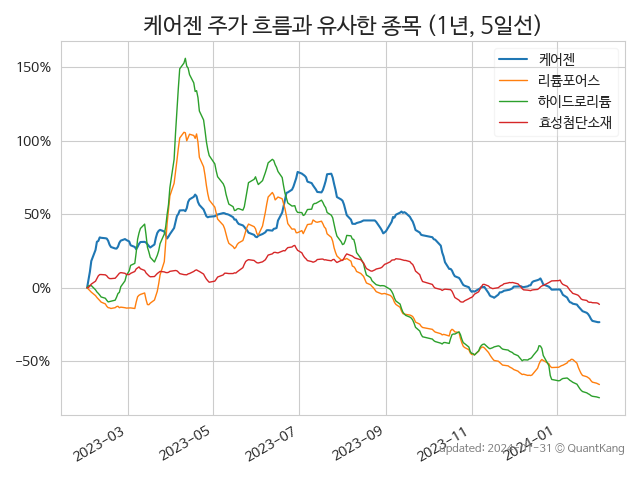 케어젠 주가 흐름과 유사한 종목 (1년, 5일선)
케어젠
리튬포어스
하이드로리튬
효성첨단소재
150%
100%
50%
0%
−50%
2023-03
2023-05
2023-07
2023-09
2023-11
2024-01
updated: 2024-01-31 © QuantKang